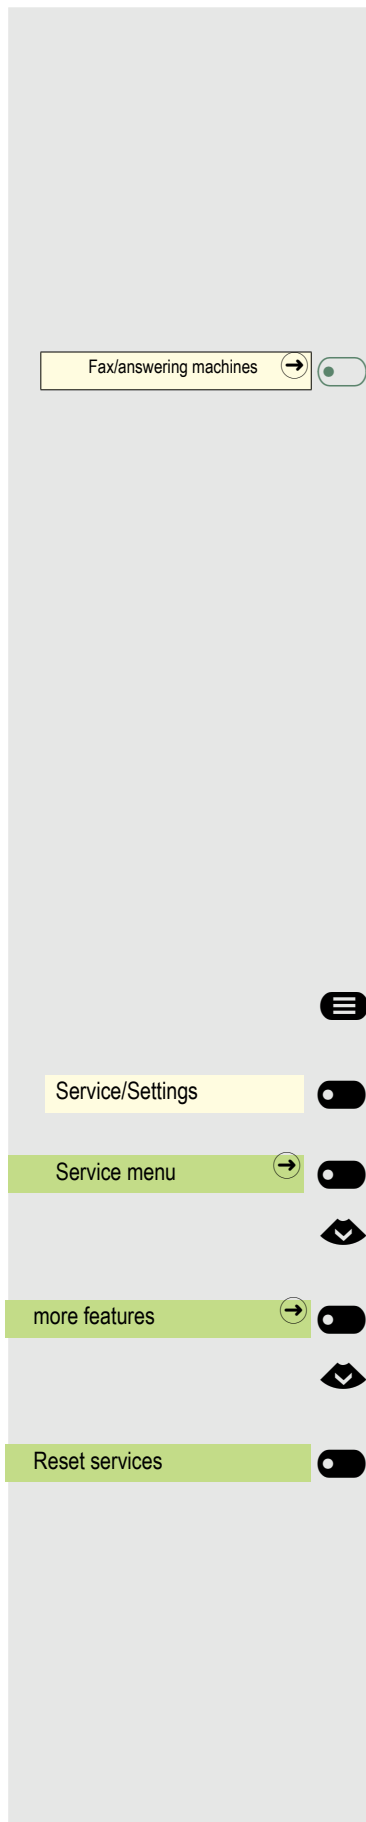 Fax/answering machines
Service/Settings
Service menu
more features
Reset services